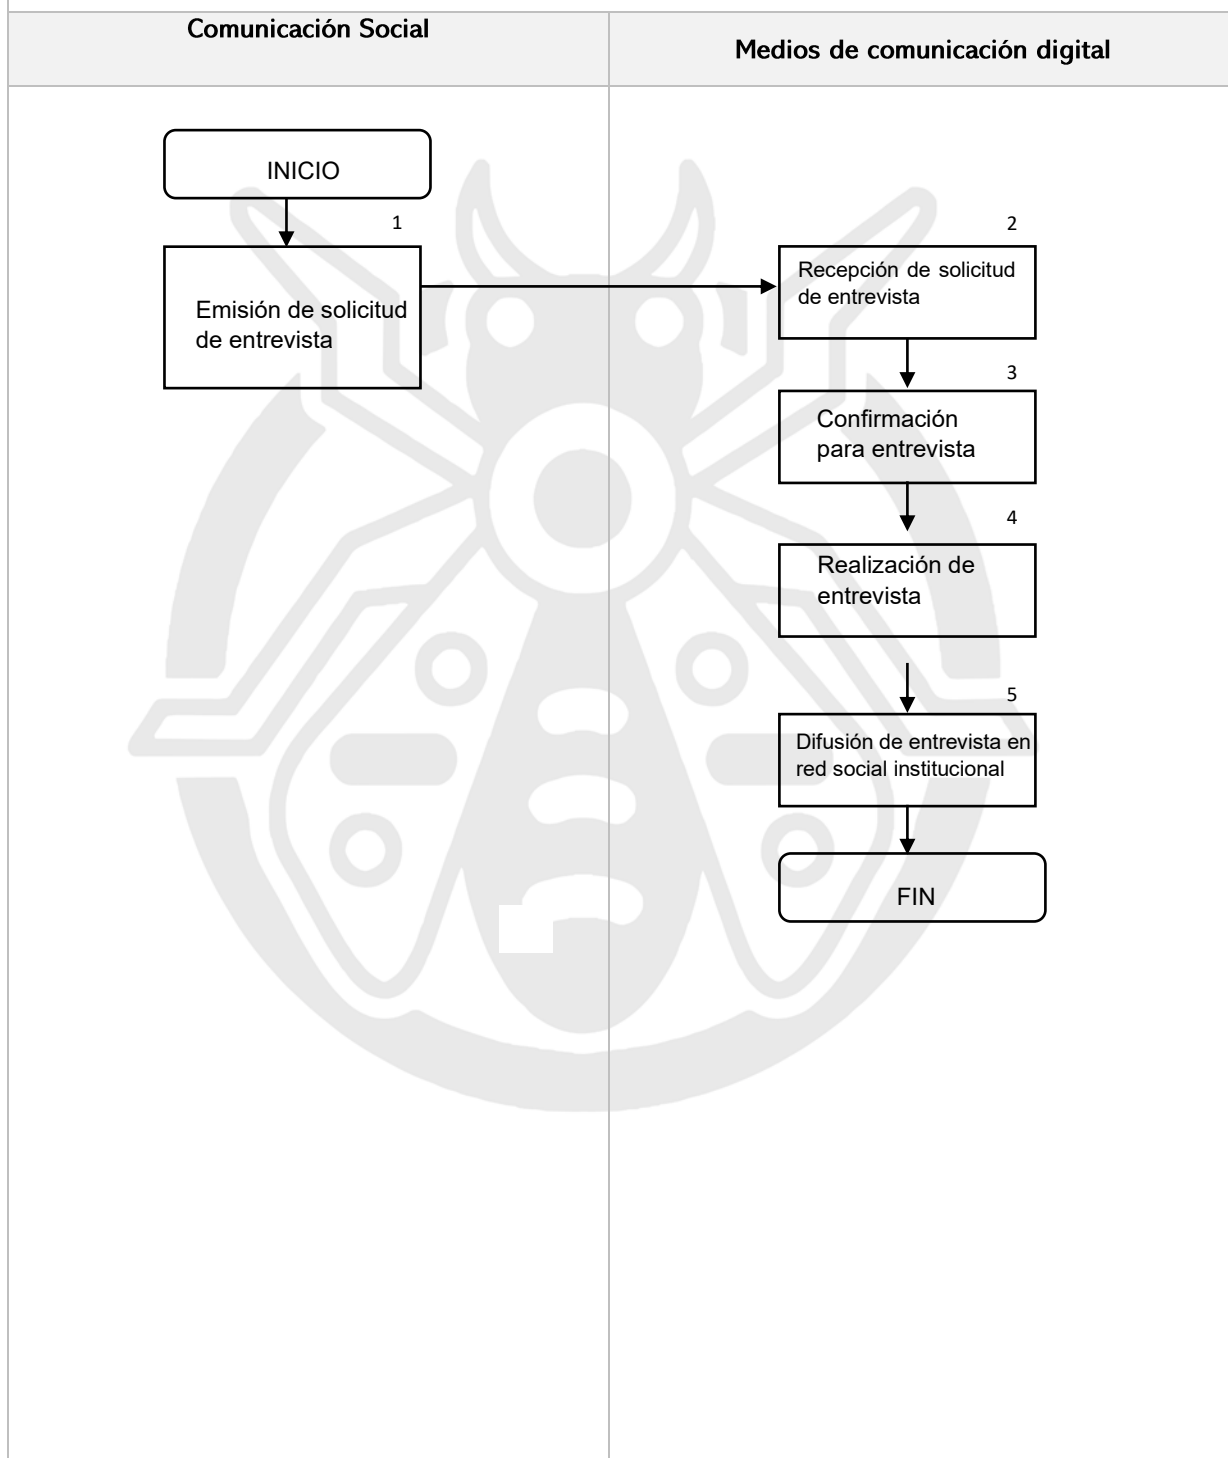 Comunicación Social
Medios de comunicación digital
INICIO
1
Emisión de solicitud
de entrevista
2
Recepción de solicitud
de entrevista
3
Confirmación
para entrevista
4
Realización de
entrevista
5
Difusión de entrevista en
red social institucional
FIN